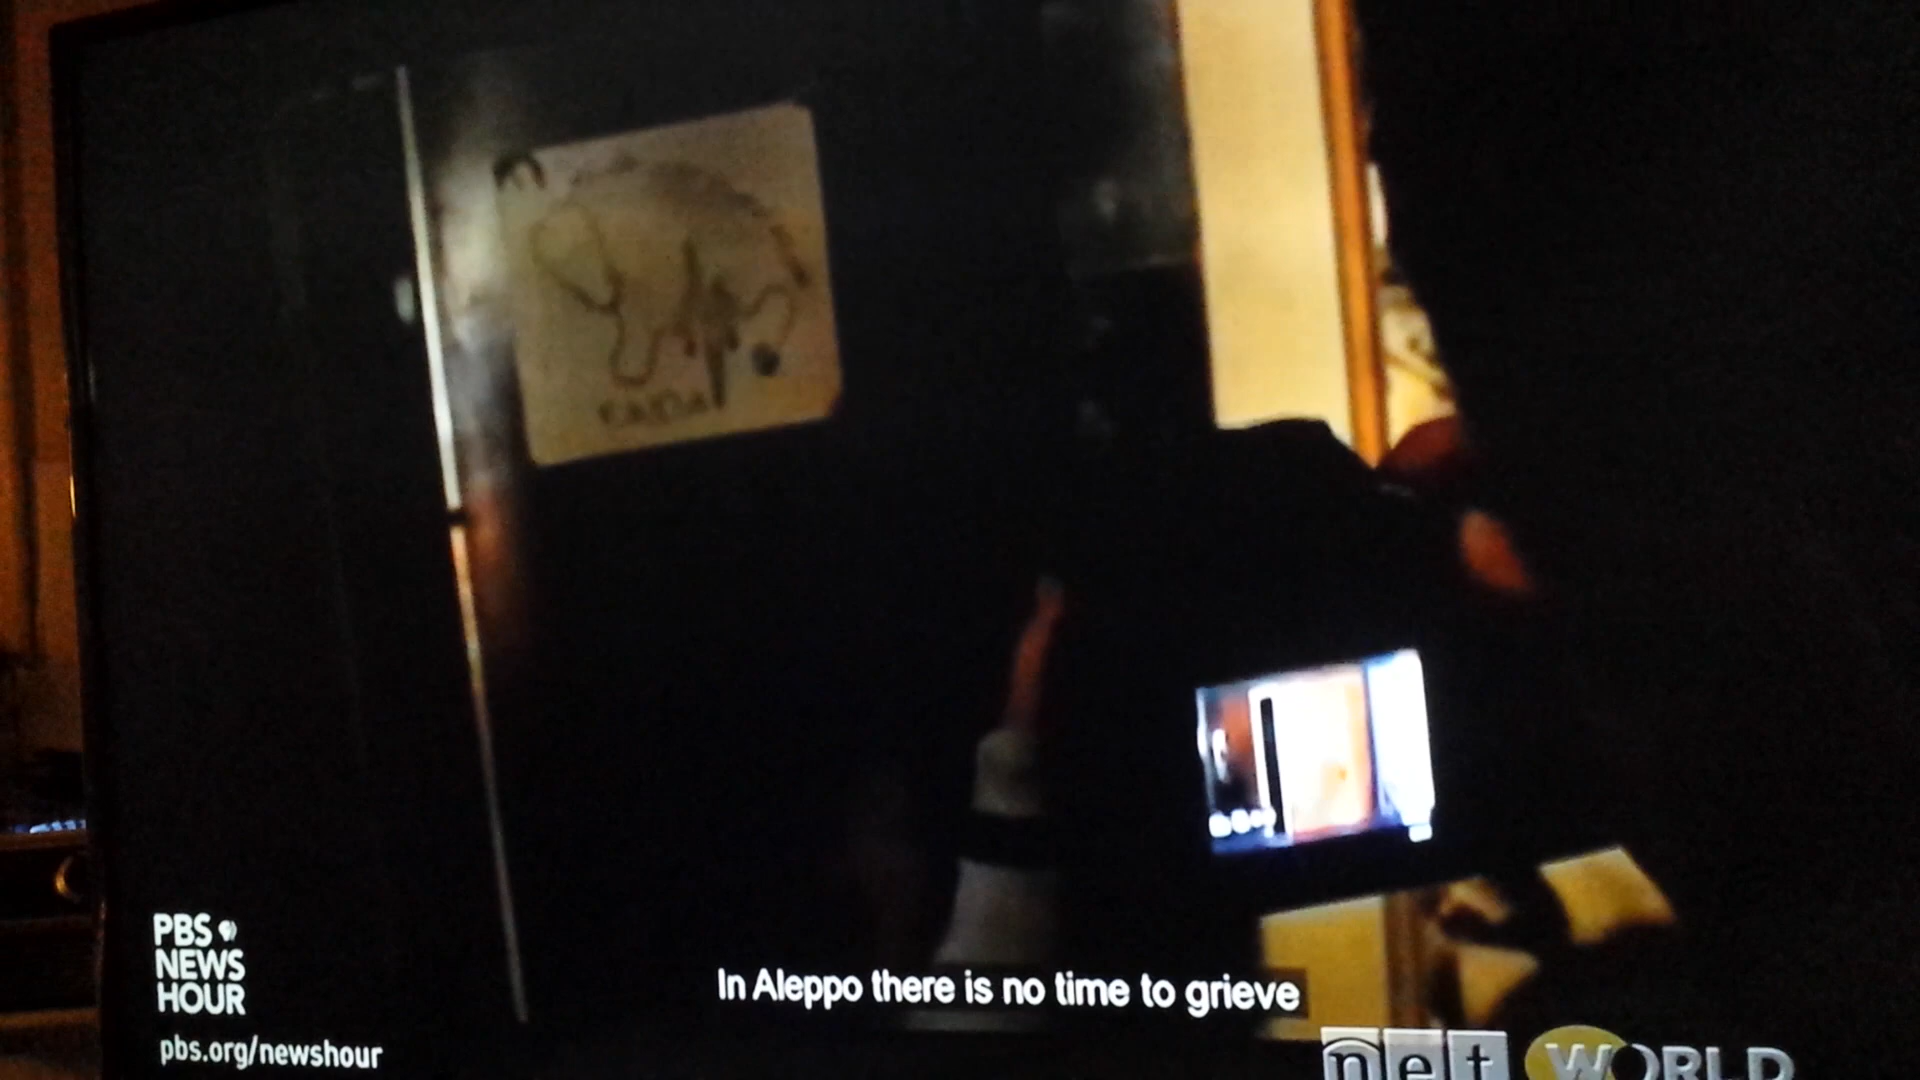 In Aleppo there is no time to grieve
PBS
NEWS
HOUR
pbs.org/newshour
net WORLD